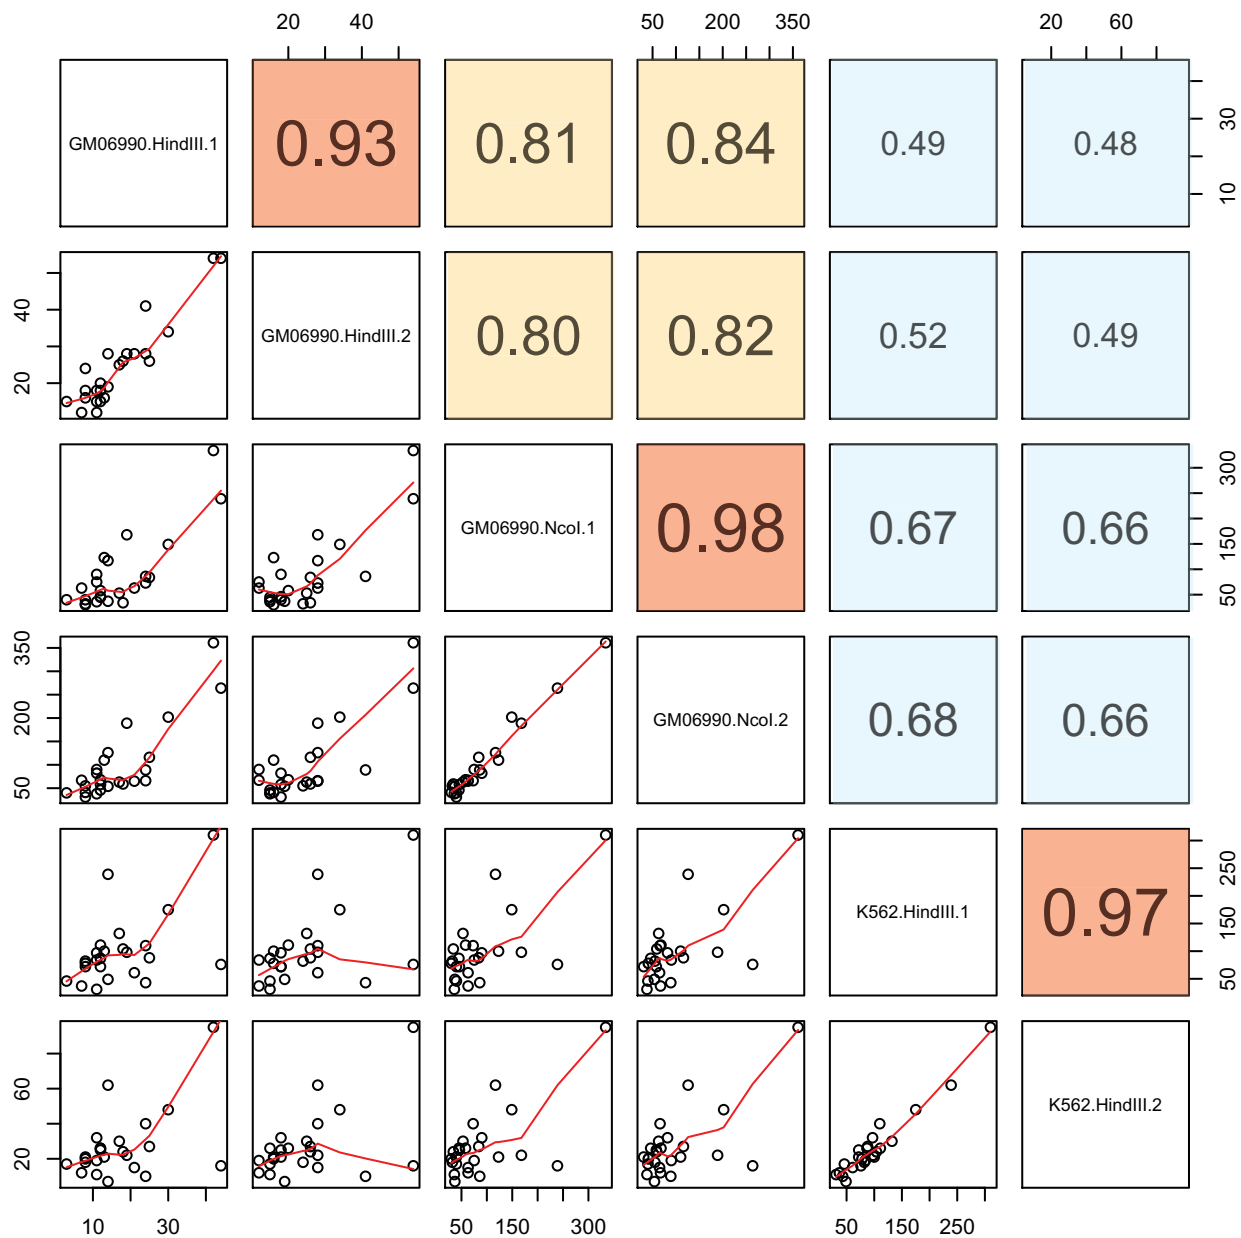 20 40 50 200 350 20 60
GM06990.HindIII.1 0.93 0.81 0.84 0.49 0.48 10 30
20 40 GM06990.HindIII.2 0.80 0.82 0.52 0.49
GM06990.NcoI.1 0.98 0.67 0.66 50 150 300
50 200 350 GM06990.NcoI.2 0.68 0.66
K562.HindIII.1 0.97 50 150 250
20 60 K562.HindIII.2
10 30 50 150 300 50 150 250